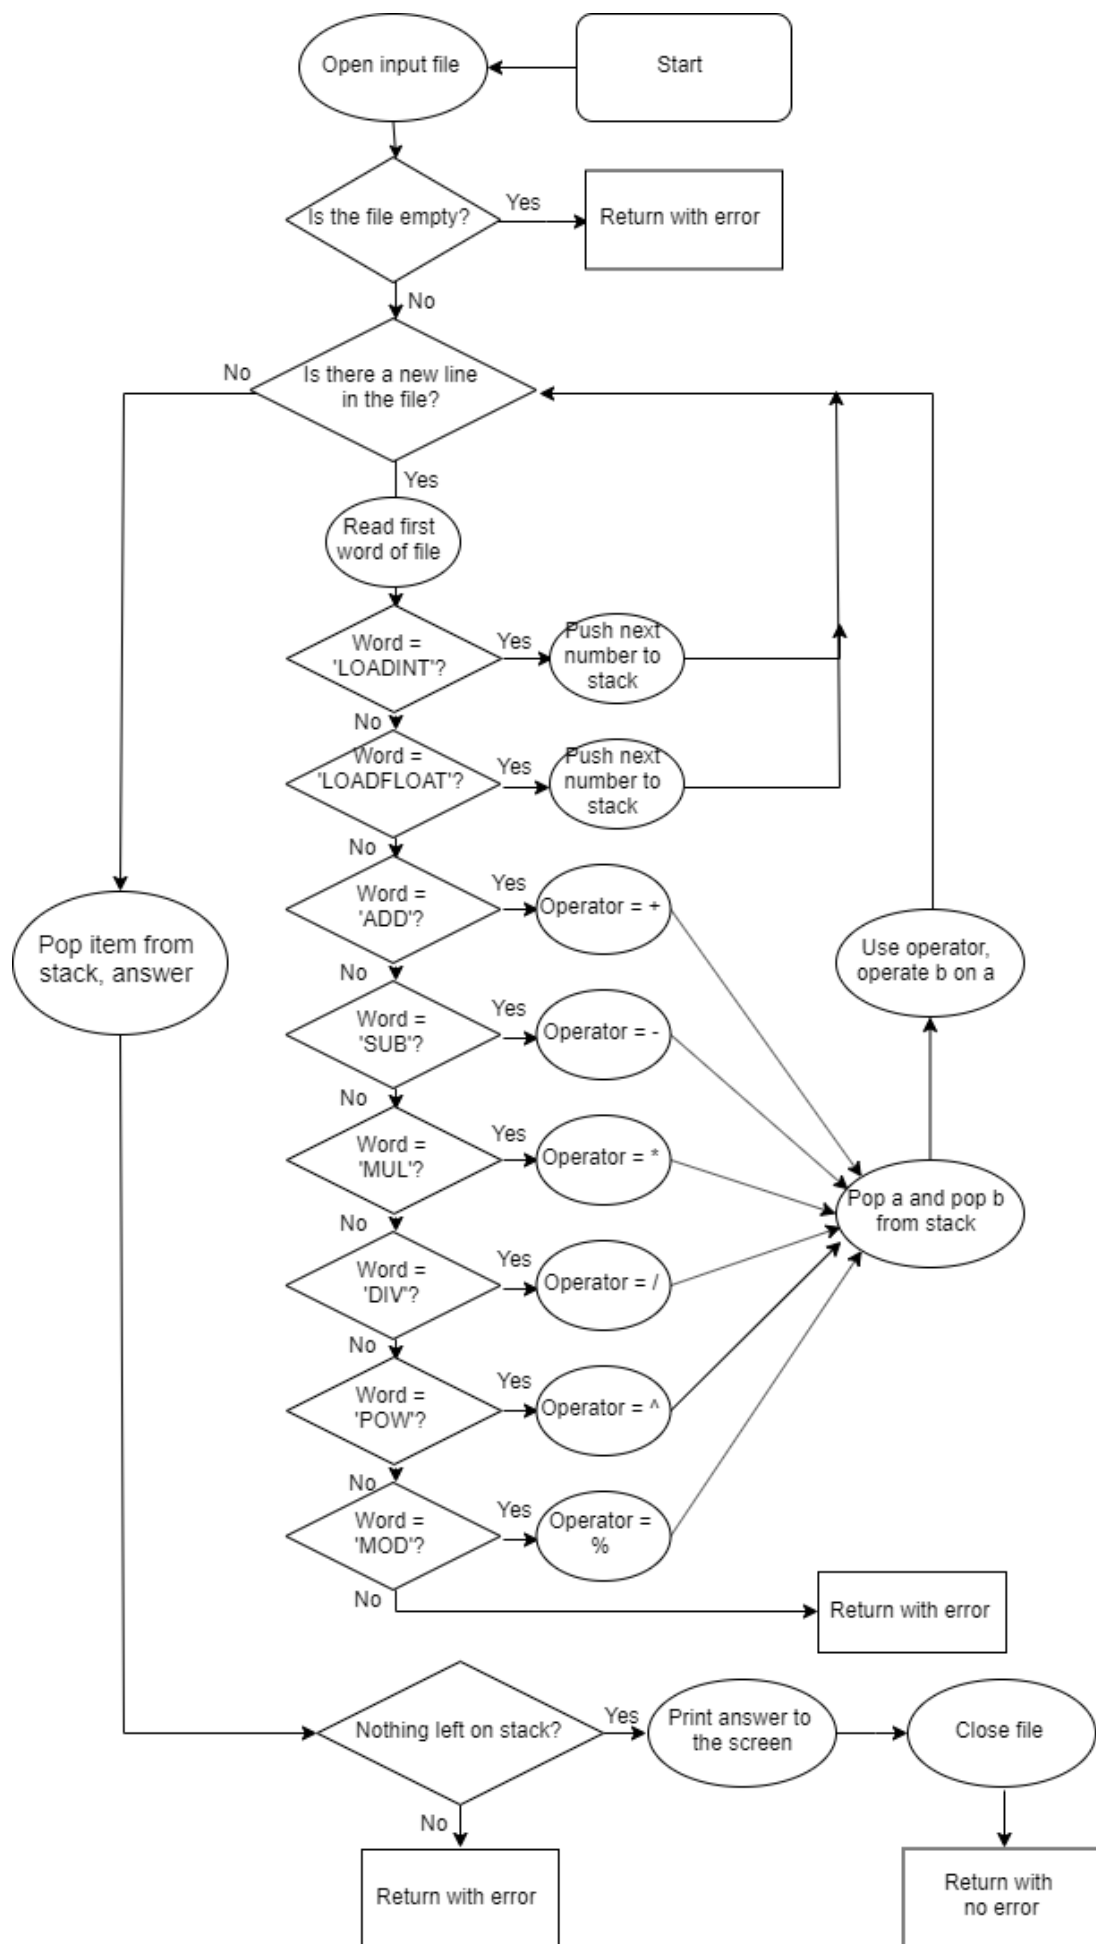 Open input file
Start
Is the file empty?
Yes
Return with error
No
Is there a new line
in the file?
No
Yes
Read first
word of file
Word =
'LOADINT'?
Yes
Push next
number to
stack
No
Word =
'LOADFLOAT'?
Yes
Push next
number to
stack
No
Word =
'ADD'?
Yes
Operator = +
Use operator,
operate b on a
Pop item from
stack, answer
No
Word =
'SUB'?
Yes
Operator = -
No
Word =
'MUL'?
Yes
Operator = *
Pop a and pop b
from stack
No
Word =
'DIV'?
Yes
Operator = /
No
Word =
'POW'?
Yes
Operator = ^
No
Word =
'MOD'?
Yes
Operator =
%
No
Return with error
Nothing left on stack?
Yes
Print answer to
the screen
Close file
No
Return with error
Return with
no error